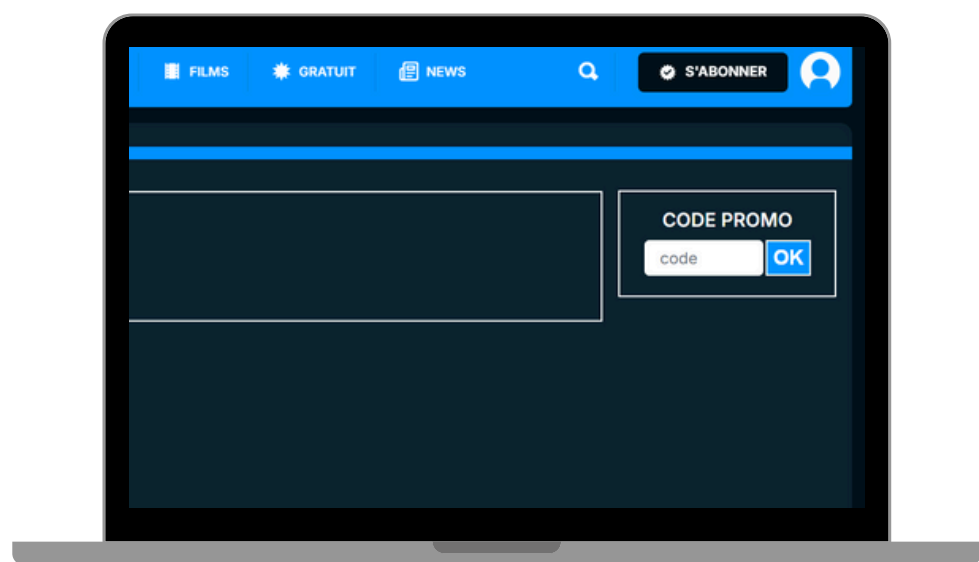 FILMS
GRATUIT
NEWS
S'ABONNER
CODE PROMO
code
OK